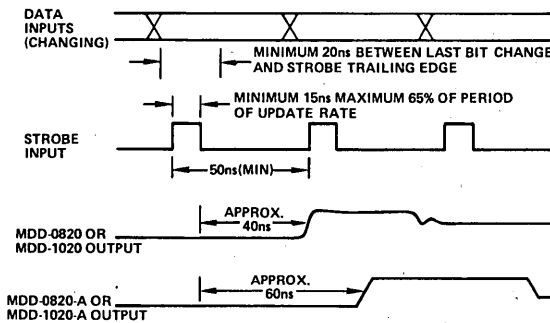 DATA
INPUTS
(CHANGING)
MINIMUM 20ns BETWEEN LAST BIT CHANGE
AND STROBE TRAILING EDGE
MINIMUM 15ns MAXIMUM 65% OF PERIOD
OF UPDATE RATE
STROBE
INPUT
50ns(MIN)
APPROX.
40ns
MDD-0820 OR
MDD-1020 OUTPUT
APPROX.
60ns
MDD-0820-A OR
MDD-1020-A OUTPUT